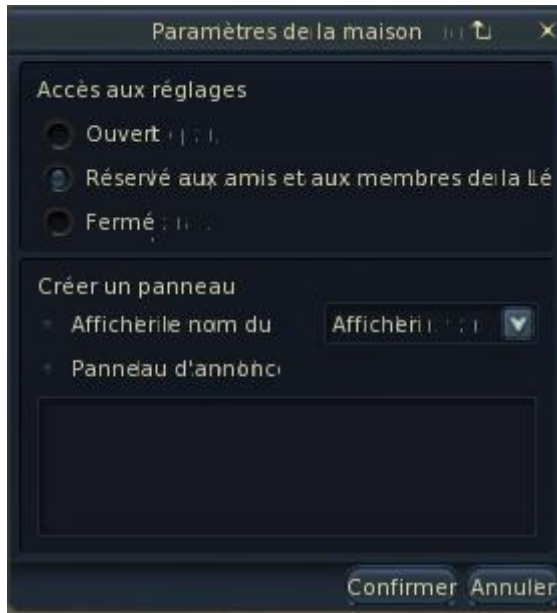 Paramètres de la maison
Accès aux réglages
Ouvert
Réservé aux amis et aux membres de la Lé
Fermé
Créer un panneau
Afficher le nom du
Afficher
Panneau d'annonc
Confirmer
Annuler